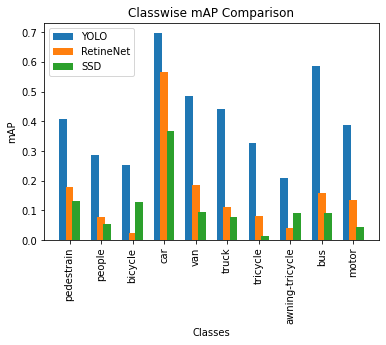 Classwise mAP Comparison
YOLO
RetineNet
SSD
mAP
0.7
0.6
0.5
0.4
0.3
0.2
0.1
0.0
pedestrain
people
bicycle
car
van
truck
tricycle
awning-tricycle
bus
motor
Classes